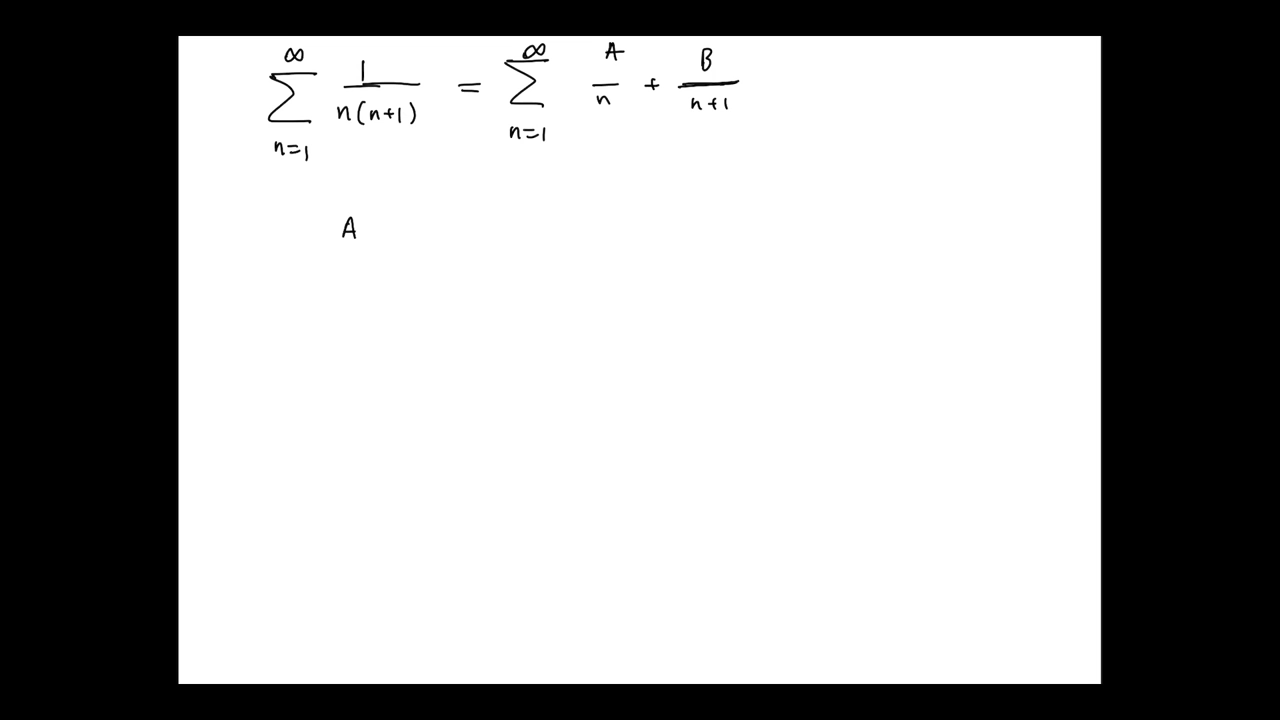 ∞ ∑ n=1 1/n(n+1) = ∞ ∑ n=1 A/n + B/n+1
A